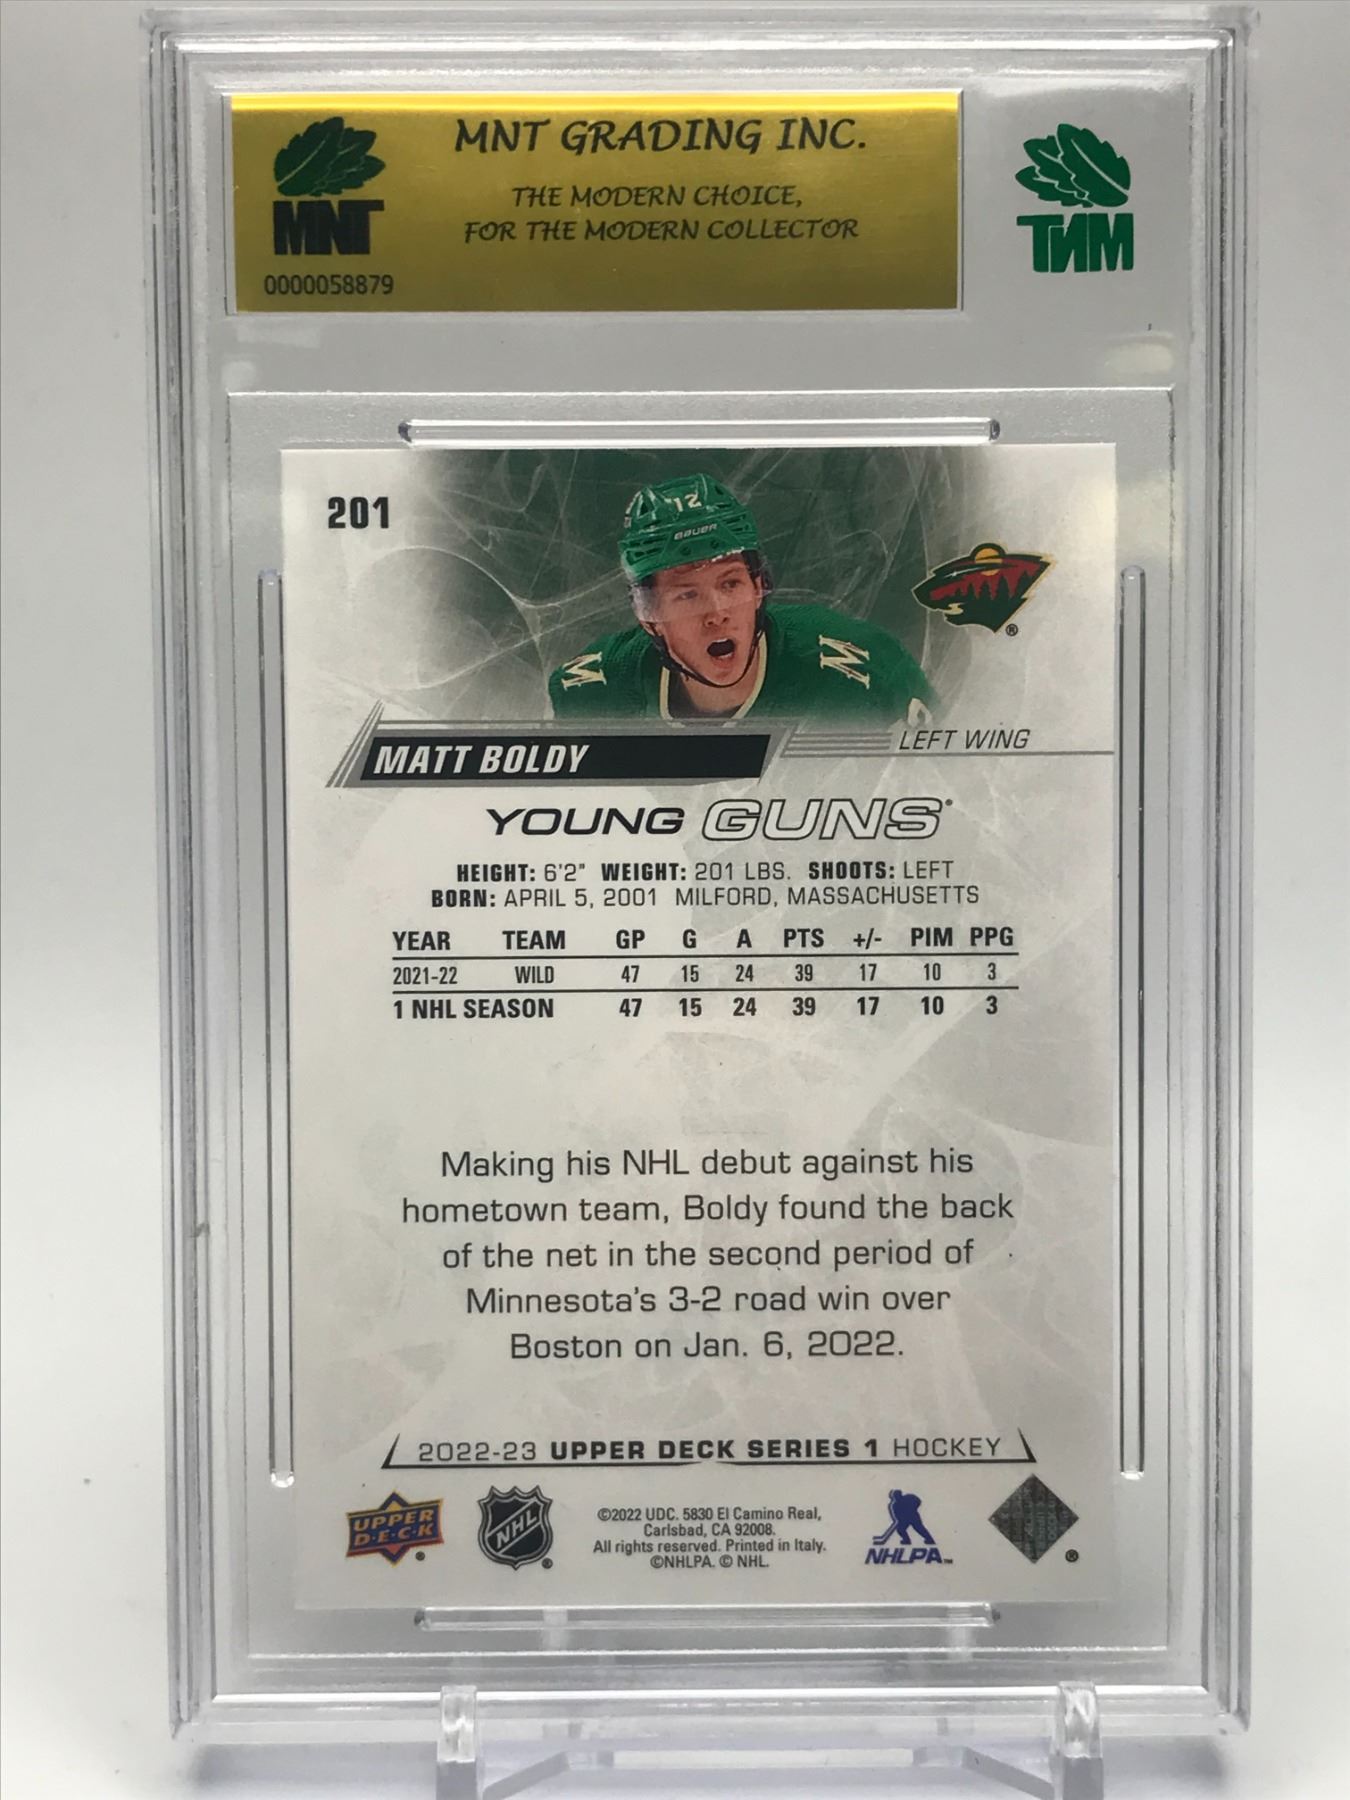 MNT GRADING INC.
THE MODERN CHOICE,
FOR THE MODERN COLLECTOR
MNT
0000058879
MNT
201
12
BAUER
M M
®
MATT BOLDY
LEFT WING
YOUNG GUNS®
HEIGHT: 6'2" WEIGHT: 201 LBS. SHOOTS: LEFT
BORN: APRIL 5, 2001 MILFORD, MASSACHUSETTS
YEAR TEAM GP G A PTS +/- PIM PPG
2021-22 WILD 47 15 24 39 17 10 3
1 NHL SEASON 47 15 24 39 17 10 3
Making his NHL debut against his
hometown team, Boldy found the back
of the net in the second period of
Minnesota's 3-2 road win over
Boston on Jan. 6, 2022.
2022-23 UPPER DECK SERIES 1 HOCKEY
UPPER
D·E·C·K
®
NHL
®
©2022 UDC. 5830 El Camino Real,
Carlsbad, CA 92008.
All rights reserved. Printed in Italy.
©NHLPA. © NHL.
NHLPA™
®